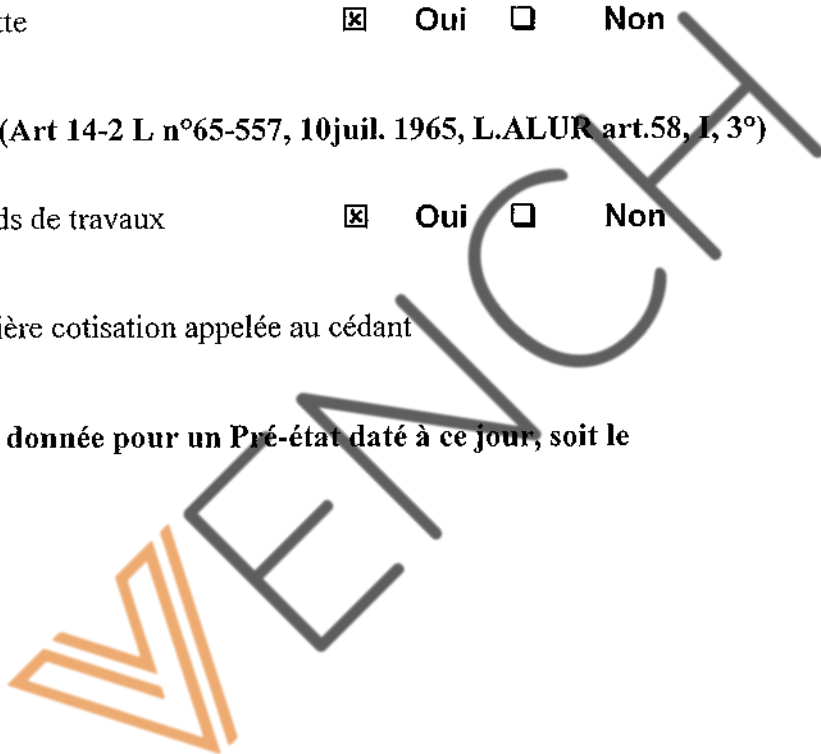 tte ☒ Oui ❑ Non
(Art 14-2 L n°65-557, 10juil. 1965, L.ALUR art.58, I, 3°)
ds de travaux ☒ Oui ❑ Non
ière cotisation appelée au cédant
donnée pour un Pré-état daté à ce jour, soit le
VENCH